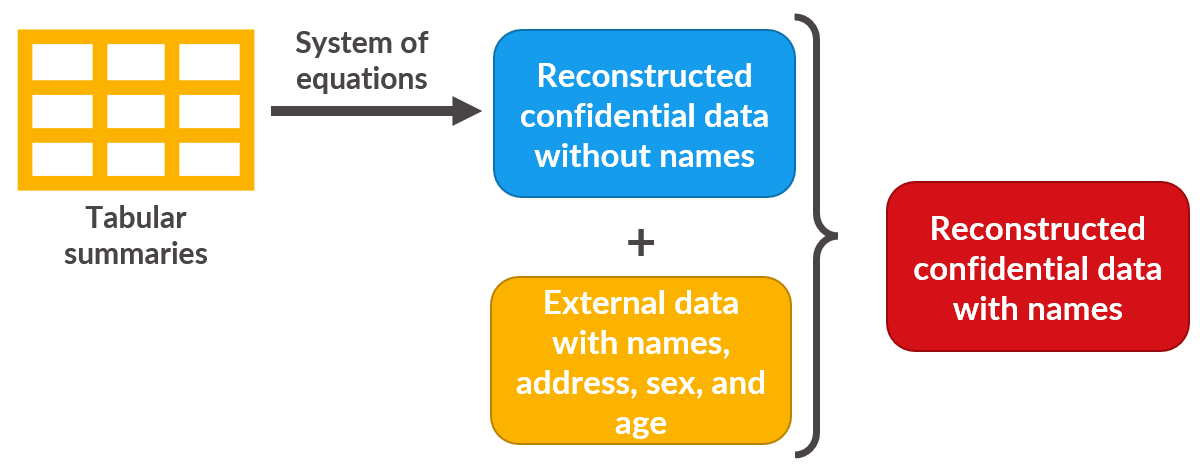 System of
equations
Tabular
summaries
Reconstructed
confidential data
without names
+
External data
with names,
address, sex, and
age
Reconstructed
confidential data
with names